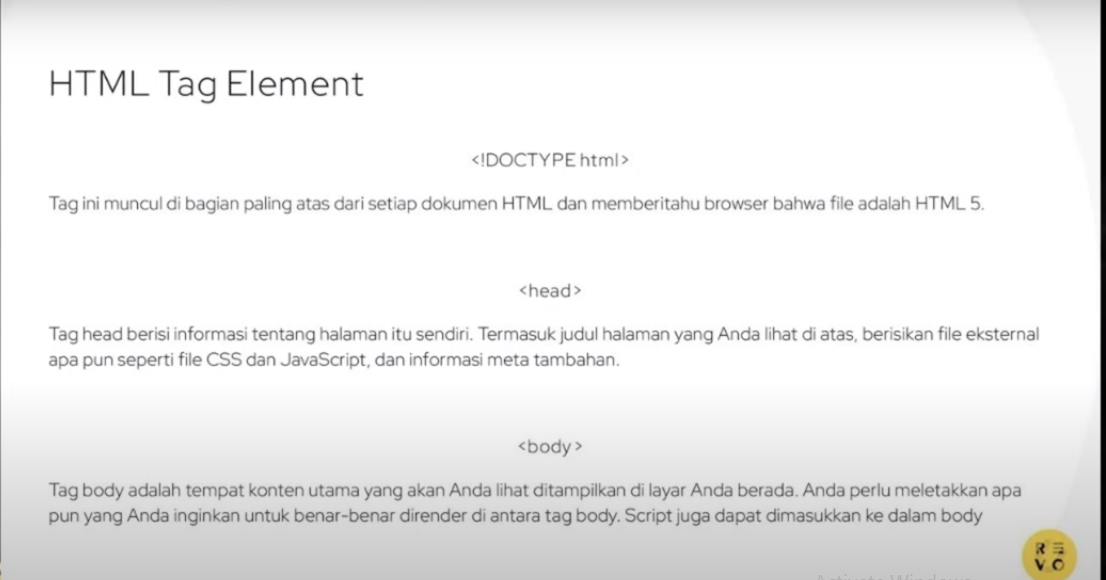 HTML Tag Element
<!DOCTYPE html>
Tag ini muncul di bagian paling atas dari setiap dokumen HTML dan memberitahu browser bahwa file adalah HTML 5.
<head>
Tag head berisi informasi tentang halaman itu sendiri. Termasuk judul halaman yang Anda lihat di atas, berisikan file eksternal
apa pun seperti file CSS dan JavaScript, dan informasi meta tambahan.
<body>
Tag body adalah tempat konten utama yang akan Anda lihat ditampilkan di layar Anda berada. Anda perlu meletakkan apa
pun yang Anda inginkan untuk benar-benar dirender di antara tag body. Script juga dapat dimasukkan ke dalam body
R E
V O